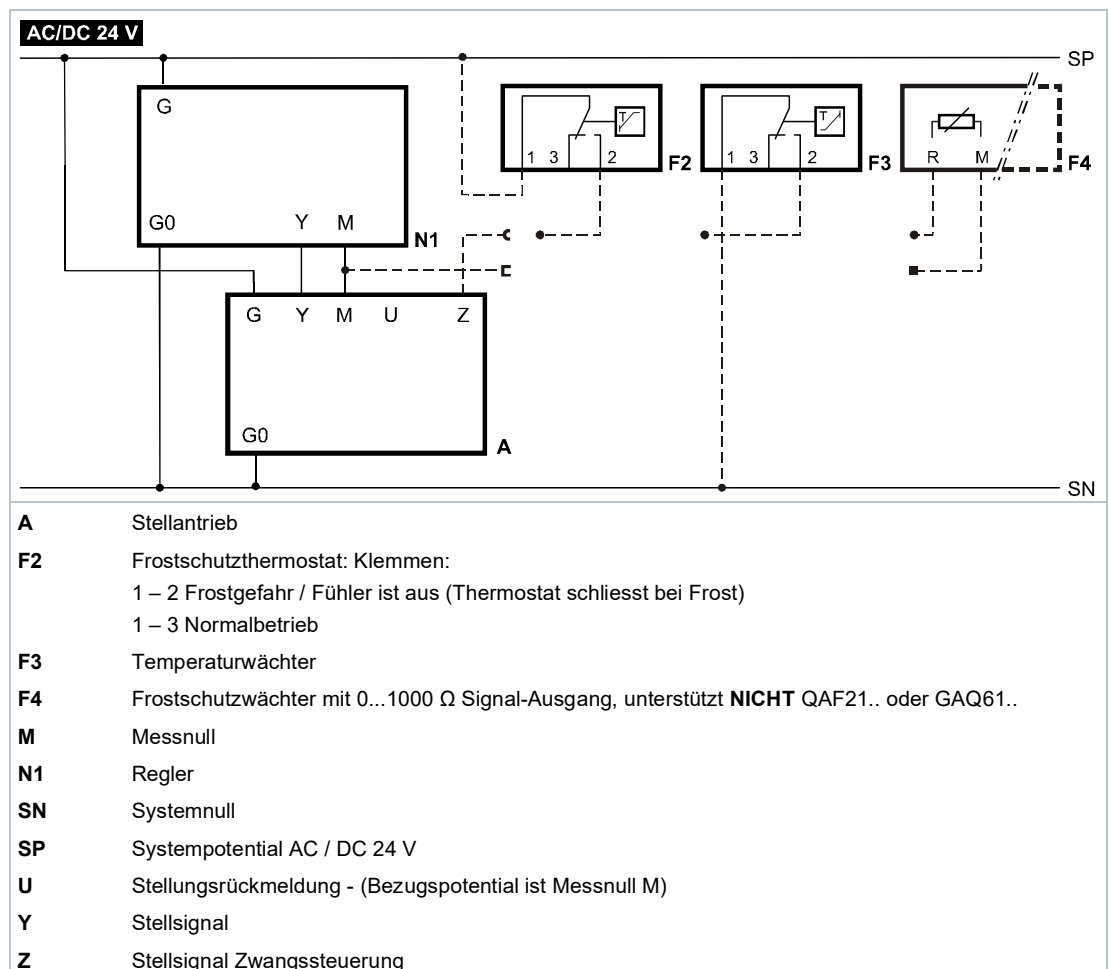 AC/DC 24 V
SP
G
G0 Y M
N1
1 3 2
T
F2
1 3 2
T
F3
R M
F4
G Y M U Z
G0
A
SN
A Stellantrieb
F2 Frostschutzthermostat: Klemmen:
1 – 2 Frostgefahr / Fühler ist aus (Thermostat schliesst bei Frost)
1 – 3 Normalbetrieb
F3 Temperaturwächter
F4 Frostschutzwächter mit 0...1000 Ω Signal-Ausgang, unterstützt NICHT QAF21.. oder GAQ61..
M Messnull
N1 Regler
SN Systemnull
SP Systempotential AC / DC 24 V
U Stellungsrückmeldung - (Bezugspotential ist Messnull M)
Y Stellsignal
Z Stellsignal Zwangssteuerung